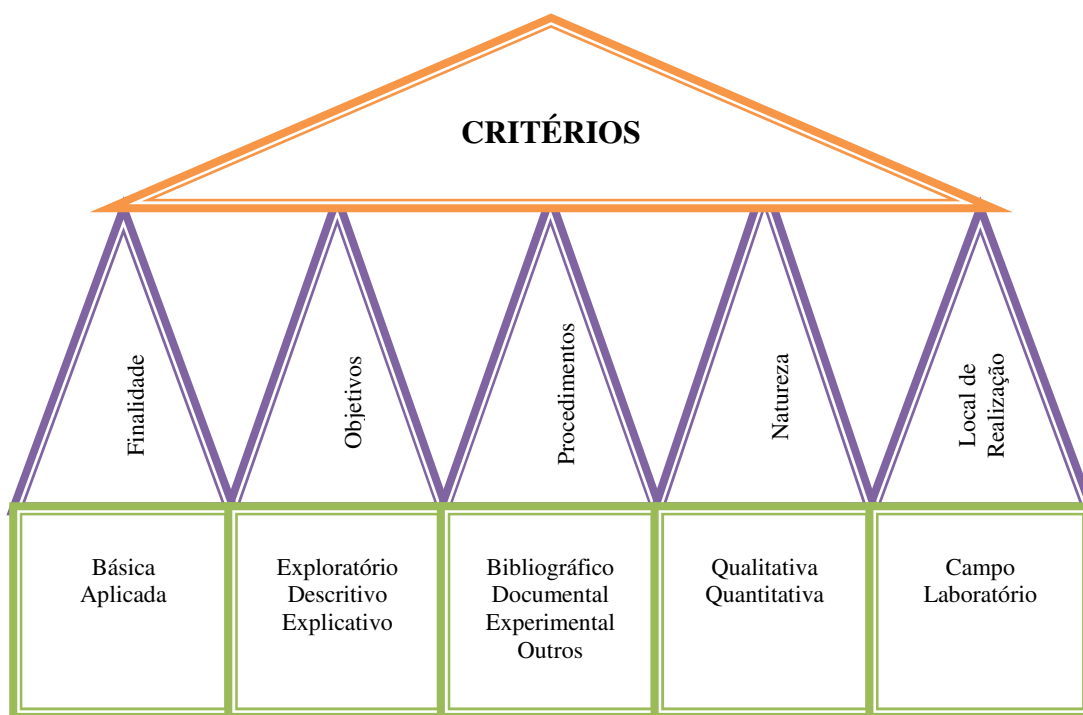 CRITÉRIOS
Finalidade
Objetivos
Procedimentos
Natureza
Local de
Realização
Básica
Aplicada
Exploratório
Descritivo
Explicativo
Bibliográfico
Documental
Experimental
Outros
Qualitativa
Quantitativa
Campo
Laboratório